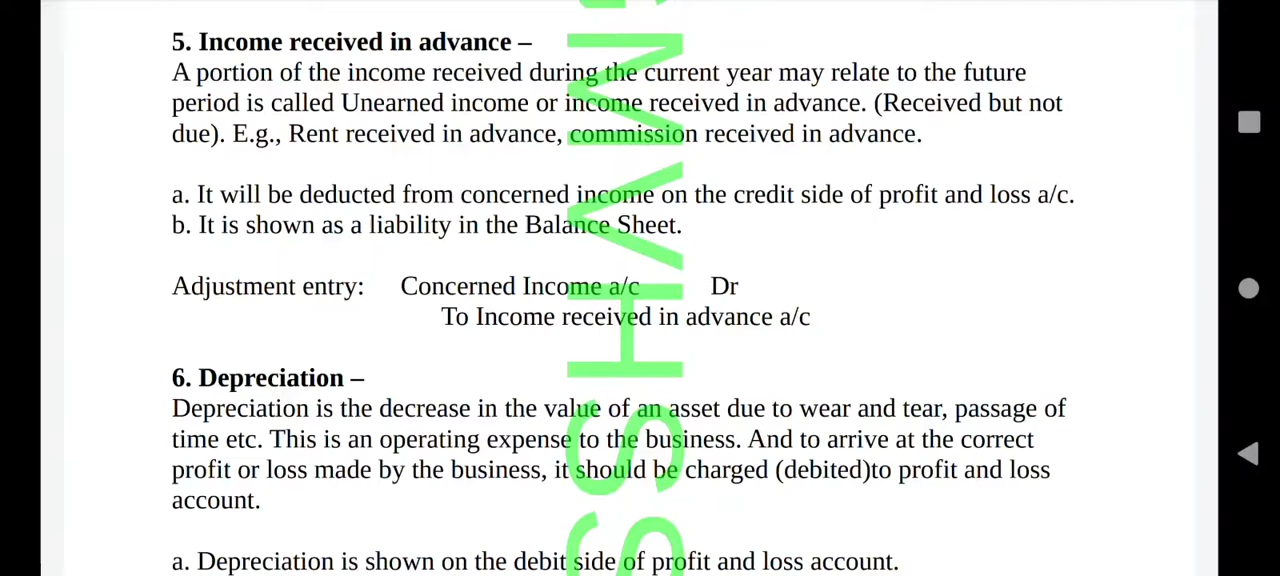 5. Income received in advance –
A portion of the income received during the current year may relate to the future
period is called Unearned income or income received in advance. (Received but not
due). E.g., Rent received in advance, commission received in advance.
a. It will be deducted from concerned income on the credit side of profit and loss a/c.
b. It is shown as a liability in the Balance Sheet.
Adjustment entry: Concerned Income a/c Dr
To Income received in advance a/c
6. Depreciation –
Depreciation is the decrease in the value of an asset due to wear and tear, passage of
time etc. This is an operating expense to the business. And to arrive at the correct
profit or loss made by the business, it should be charged (debited)to profit and loss
account.
a. Depreciation is shown on the debit side of profit and loss account.